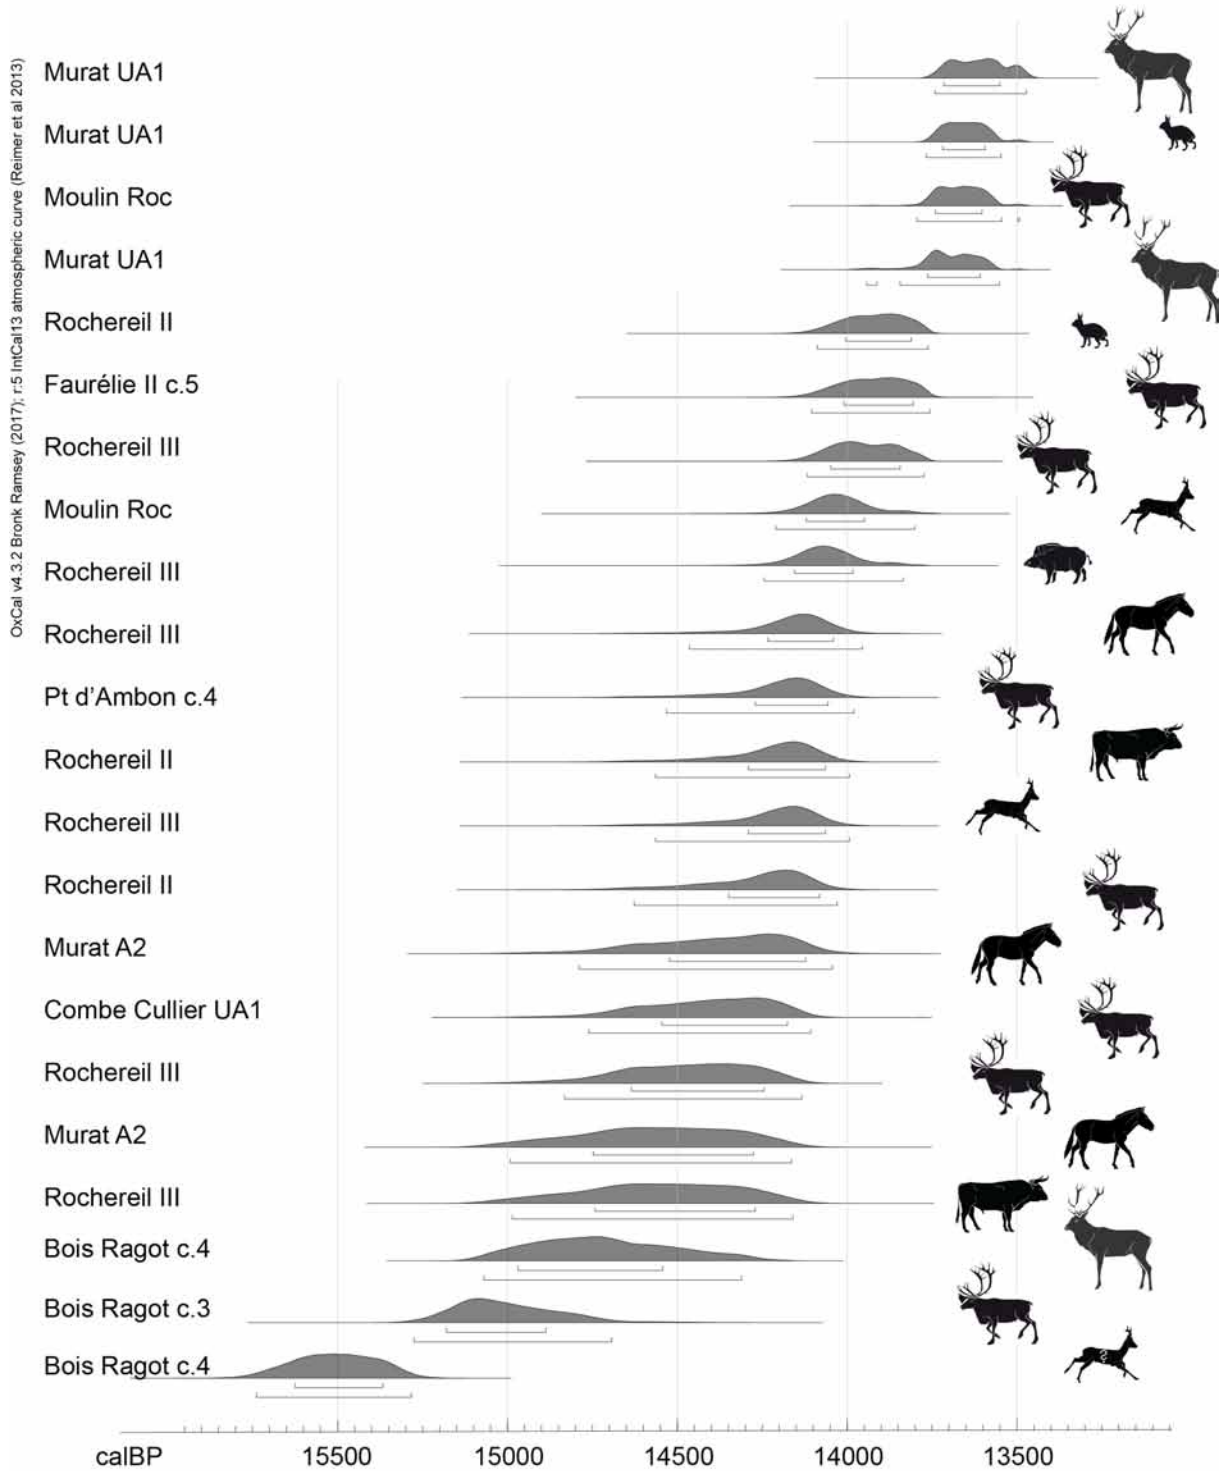 OxCal v4.3.2 Bronk Ramsey (2017); r:5 IntCal13 atmospheric curve (Reimer et al 2013)
Murat UA1
Murat UA1
Moulin Roc
Murat UA1
Rochereil II
Faurélie II c.5
Rochereil III
Moulin Roc
Rochereil III
Rochereil III
Pt d'Ambon c.4
Rochereil II
Rochereil III
Rochereil II
Murat A2
Combe Cullier UA1
Rochereil III
Murat A2
Rochereil III
Bois Ragot c.4
Bois Ragot c.3
Bois Ragot c.4
calBP 15500 15000 14500 14000 13500